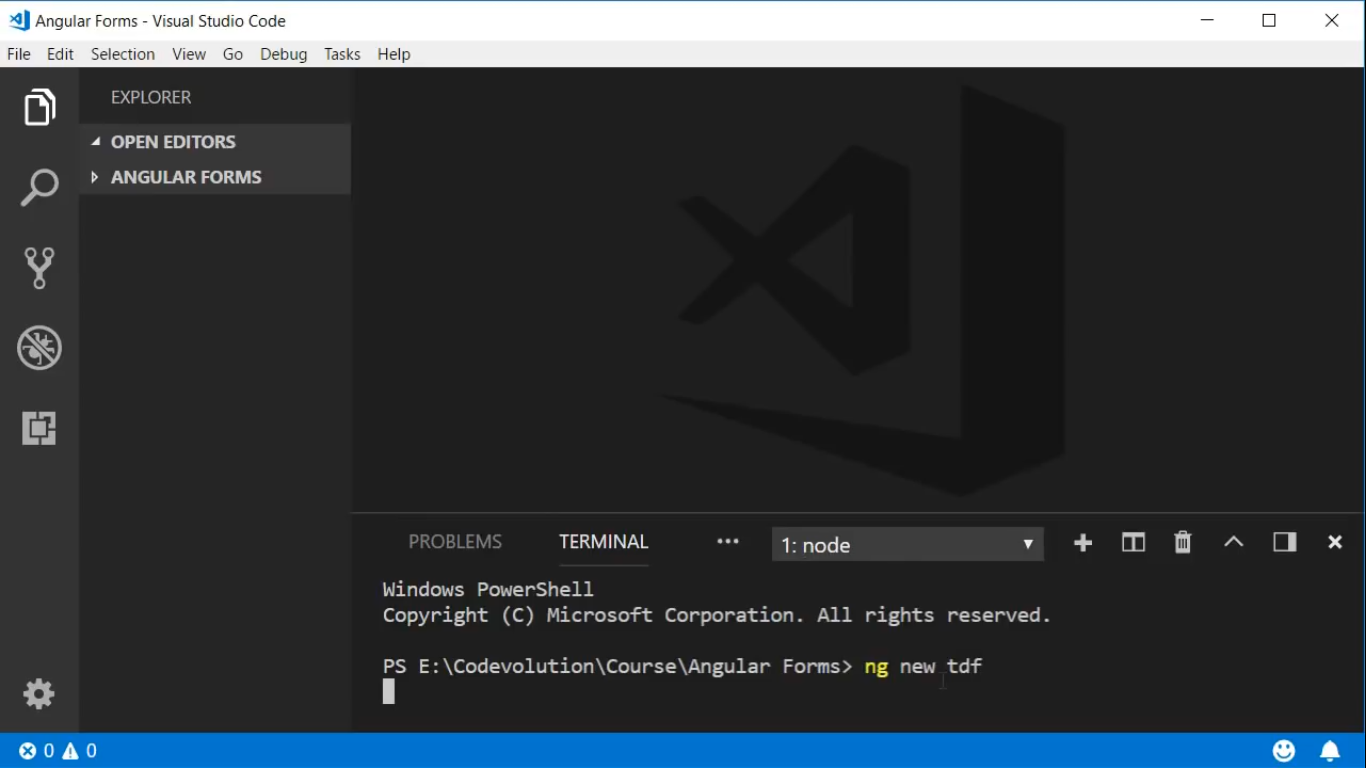 Angular Forms - Visual Studio Code
File Edit Selection View Go Debug Tasks Help
EXPLORER
OPEN EDITORS
ANGULAR FORMS
PROBLEMS TERMINAL ••• 1: node
Windows PowerShell
Copyright (C) Microsoft Corporation. All rights reserved.
PS E:\Codevolution\Course\Angular Forms> ng new tdf
0 0